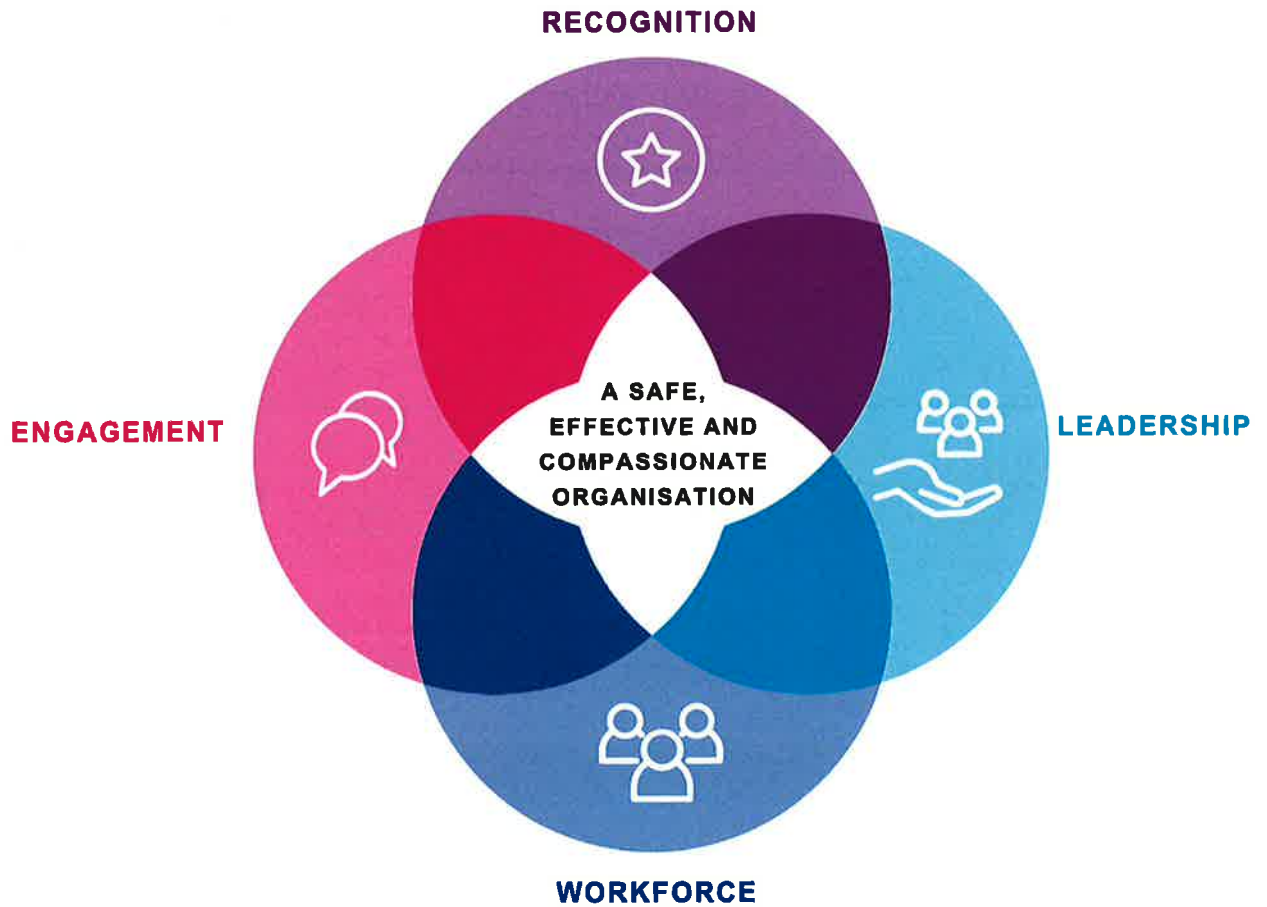 RECOGNITION
ENGAGEMENT
A SAFE,
EFFECTIVE AND
COMPASSIONATE
ORGANISATION
LEADERSHIP
WORKFORCE